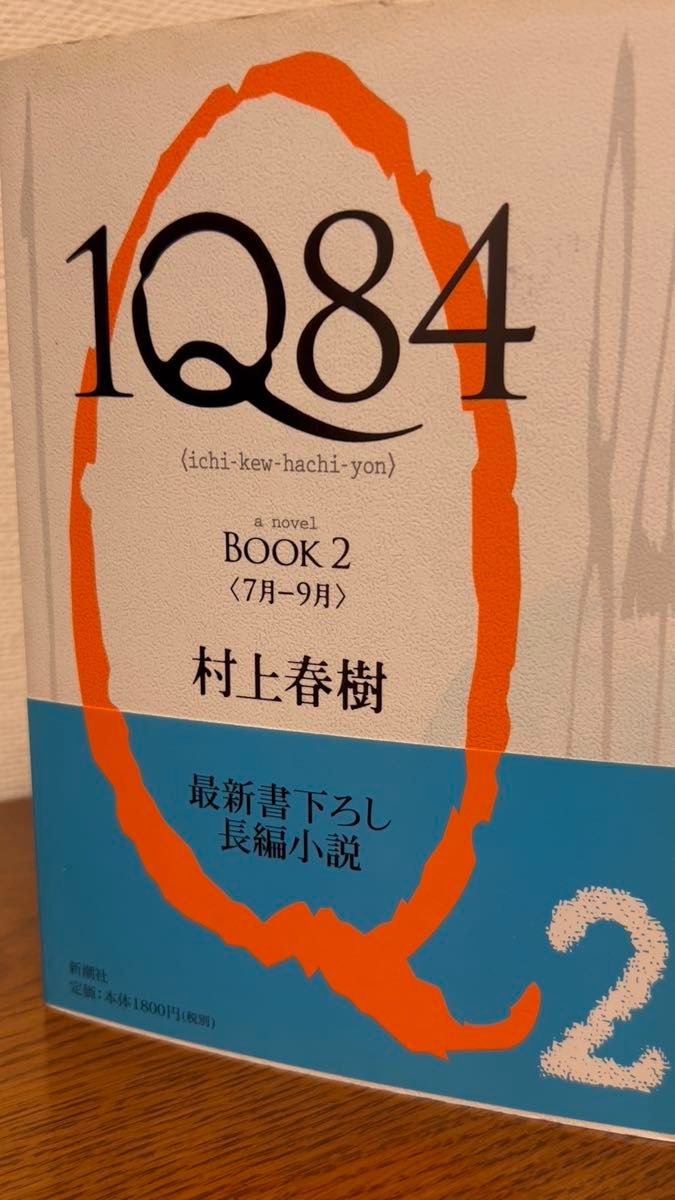 1Q84
〈ichi-kew-hachi-yon〉
a novel
BOOK 2
〈7月–9月〉
村上春樹
最新書下ろし
長編小説
2
新潮社
定価：本体1800円(税別)